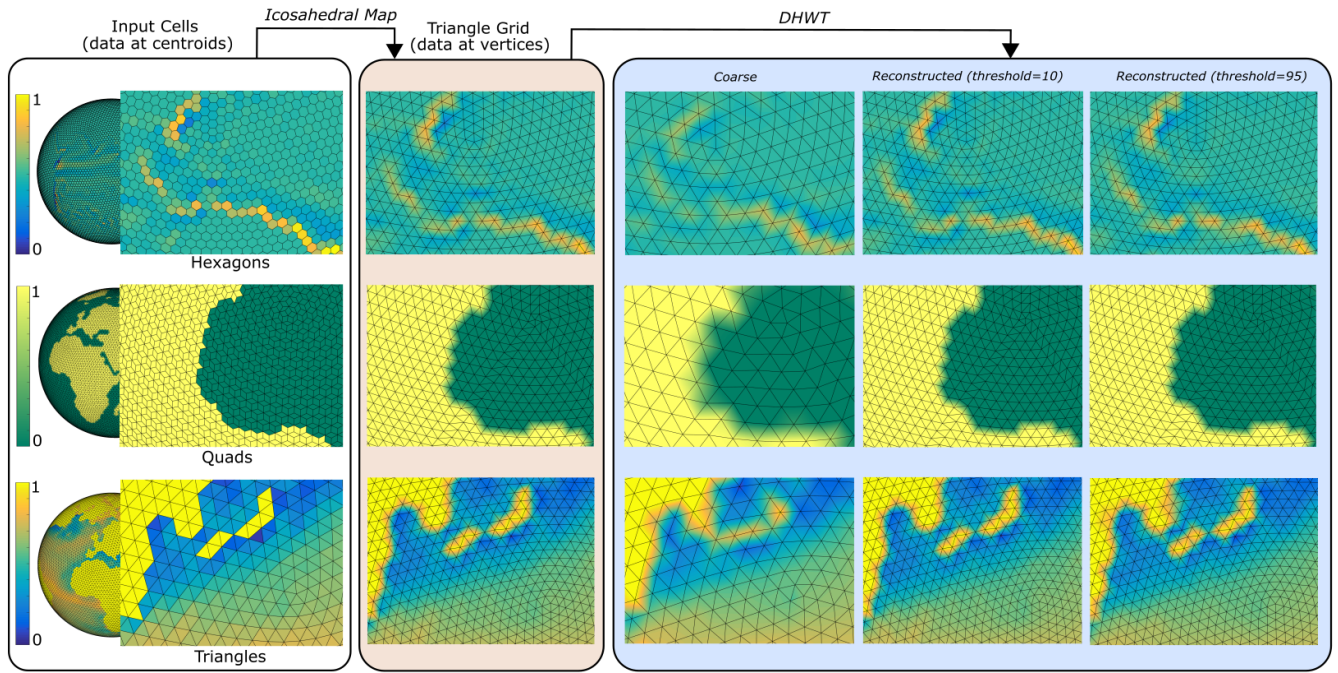 Input Cells
(data at centroids)
Icosahedral Map
Triangle Grid
(data at vertices)
DHWT
Coarse
Reconstructed (threshold=10)
Reconstructed (threshold=95)
1
0
Hexagons
1
0
Quads
1
0
Triangles